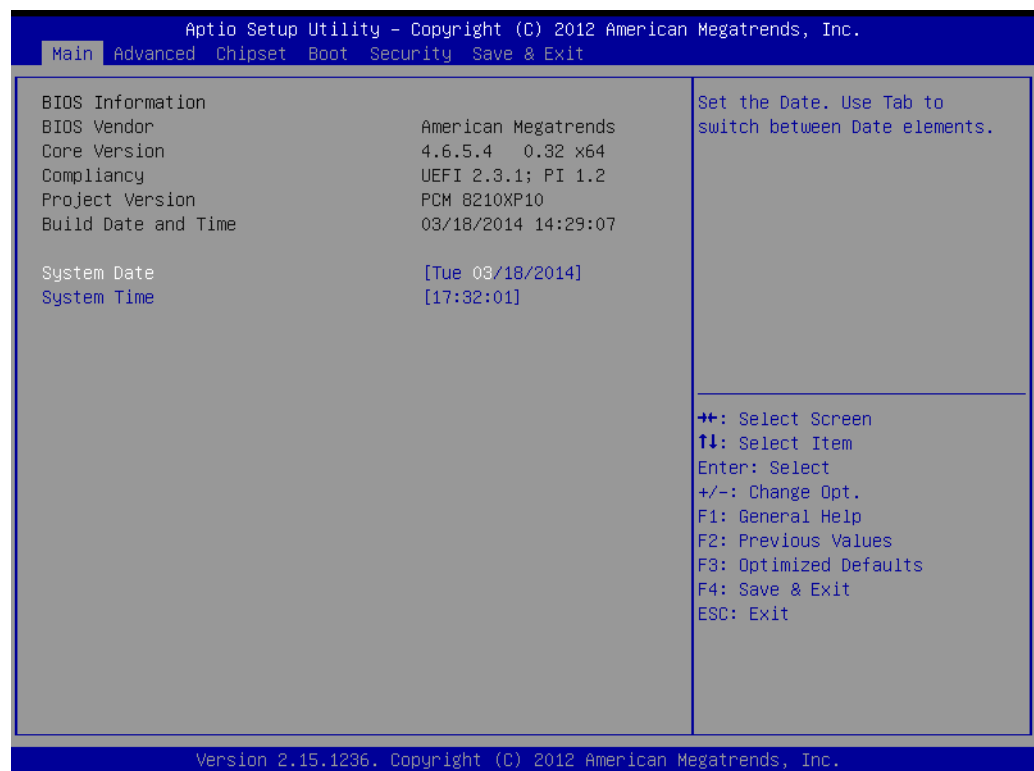 Aptio Setup Utility – Copyright (C) 2012 American Megatrends, Inc.
Main Advanced Chipset Boot Security Save & Exit
BIOS Information
BIOS Vendor American Megatrends
Core Version 4.6.5.4 0.32 x64
Compliancy UEFI 2.3.1; PI 1.2
Project Version PCM 8210XP10
Build Date and Time 03/18/2014 14:29:07
System Date [Tue 03/18/2014]
System Time [17:32:01]
Set the Date. Use Tab to
switch between Date elements.
→←: Select Screen
↑↓: Select Item
Enter: Select
+/-: Change Opt.
F1: General Help
F2: Previous Values
F3: Optimized Defaults
F4: Save & Exit
ESC: Exit
Version 2.15.1236. Copyright (C) 2012 American Megatrends, Inc.